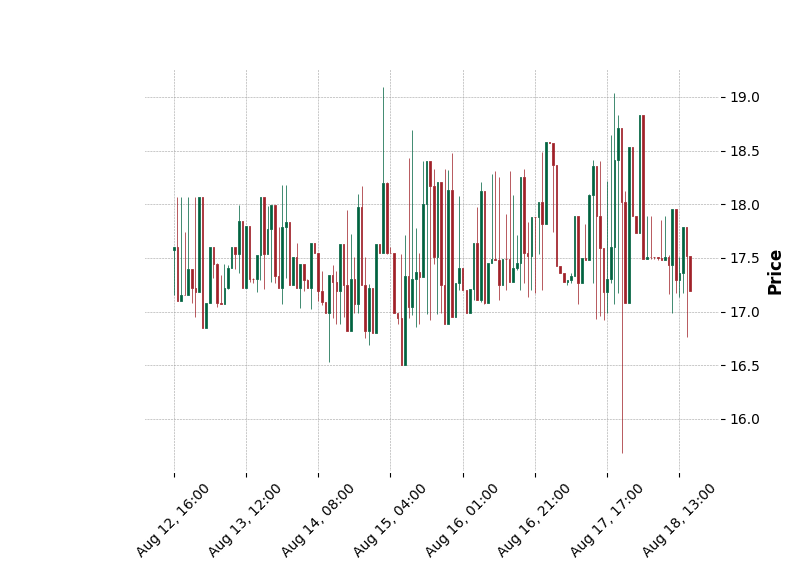 19.0
18.5
18.0
17.5
17.0
16.5
16.0
Price
Aug 12, 16:00
Aug 13, 12:00
Aug 14, 08:00
Aug 15, 04:00
Aug 16, 01:00
Aug 16, 21:00
Aug 17, 17:00
Aug 18, 13:00